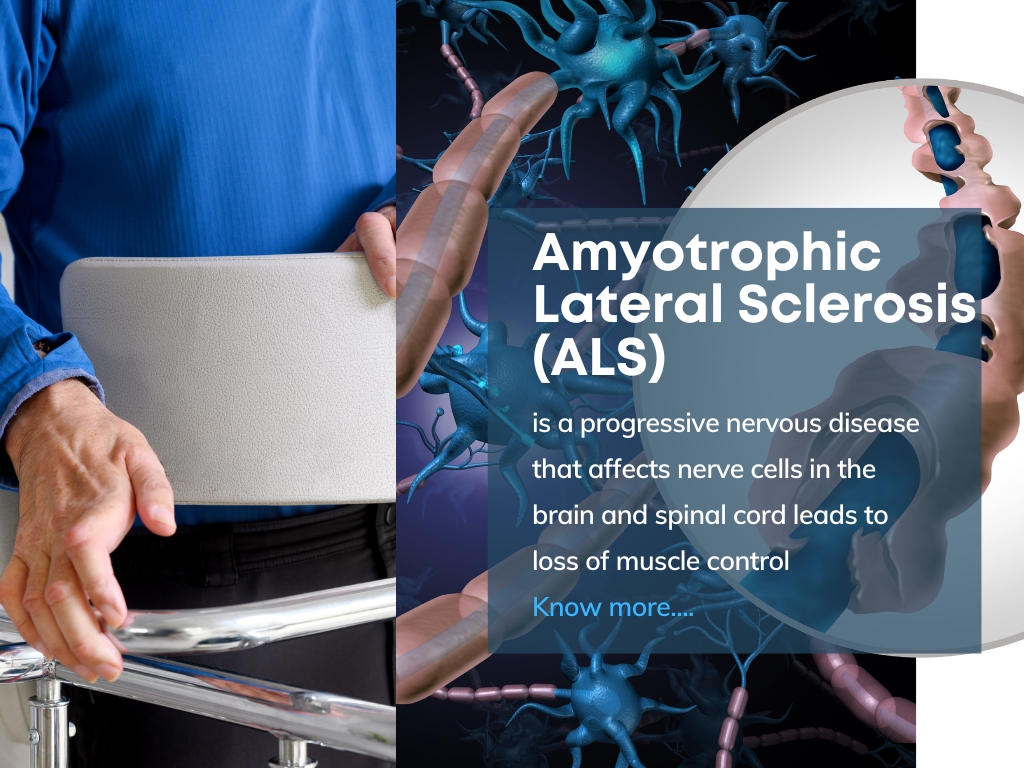 Amyotrophic
Lateral Sclerosis
(ALS)
is a progressive nervous disease
that affects nerve cells in the
brain and spinal cord leads to
loss of muscle control
Know more....